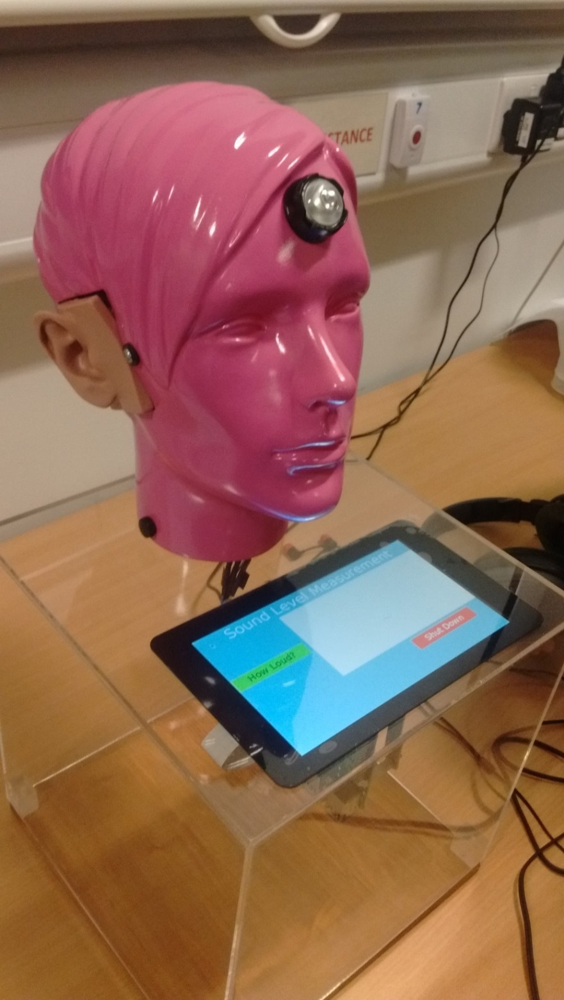 7
STANCE
Sound Level Measurement
How Loud?
Shut Down